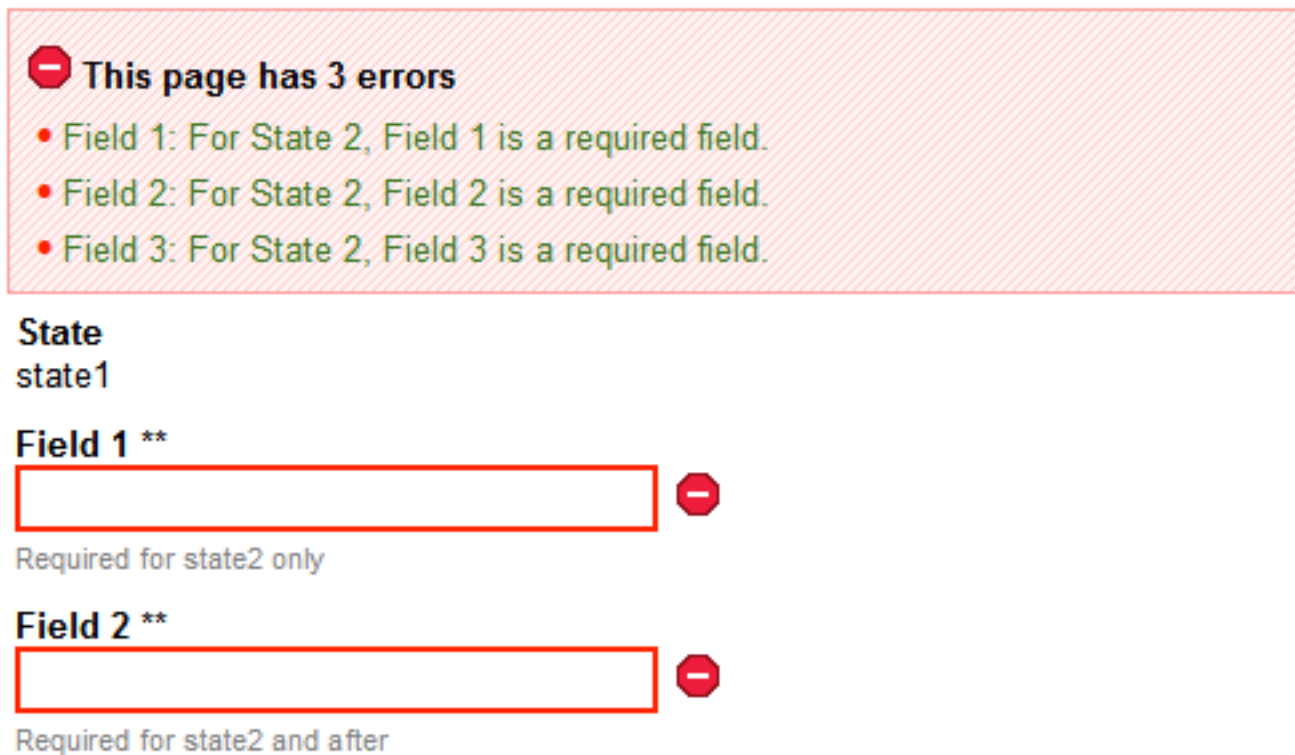 This page has 3 errors
Field 1: For State 2, Field 1 is a required field.
Field 2: For State 2, Field 2 is a required field.
Field 3: For State 2, Field 3 is a required field.
State
state1
Field 1 **
Required for state2 only
Field 2 **
Required for state2 and after